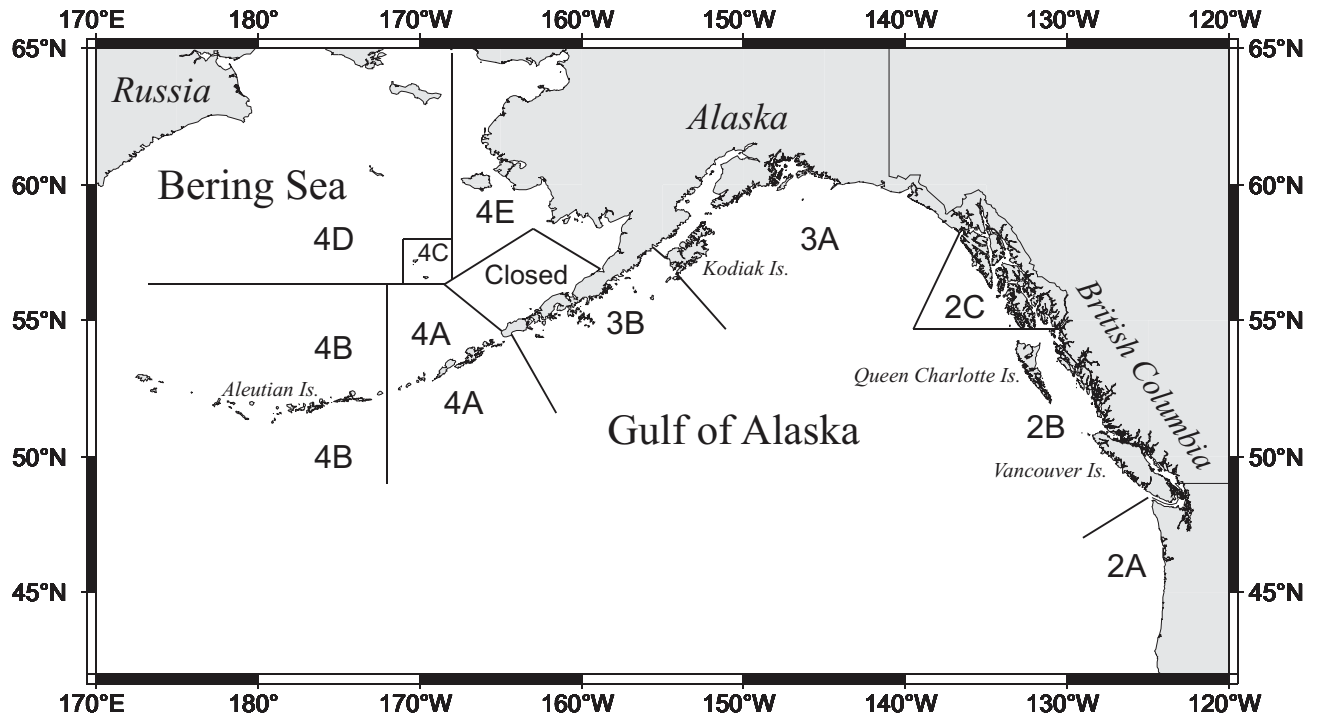 170°E 180° 170°W 160°W 150°W 140°W 130°W 120°W
65°N 65°N
Russia
Alaska
60°N Bering Sea 60°N
4E
4D 4C 3A
Closed Kodiak Is.
British Columbia
2C
55°N 4A 3B 55°N
4B
Aleutian Is. Queen Charlotte Is.
4A
Gulf of Alaska 2B
50°N 4B 50°N
Vancouver Is.
2A
45°N 45°N
170°E 180° 170°W 160°W 150°W 140°W 130°W 120°W